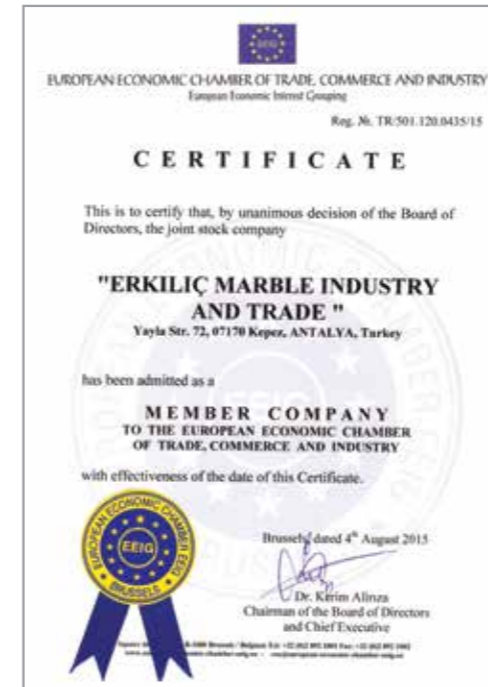 EEIG
EUROPEAN ECONOMIC CHAMBER OF TRADE, COMMERCE AND INDUSTRY
European Economic Interest Grouping
Reg. №. TR/501.120.0435/15
CERTIFICATE
This is to certify that, by unanimous decision of the Board of
Directors, the joint stock company
"ERKILIÇ MARBLE INDUSTRY
AND TRADE "
Yayla Str. 72, 07170 Kepez, ANTALYA, Turkey
has been admitted as a
MEMBER COMPANY
TO THE EUROPEAN ECONOMIC CHAMBER
OF TRADE, COMMERCE AND INDUSTRY
with effectiveness of the date of this Certificate.
EUROPEAN ECONOMIC CHAMBER EEIG
EEIG
BRUSSELS
Brussels, dated 4th August 2015
Dr. Kerim Alirza
Chairman of the Board of Directors
and Chief Executive